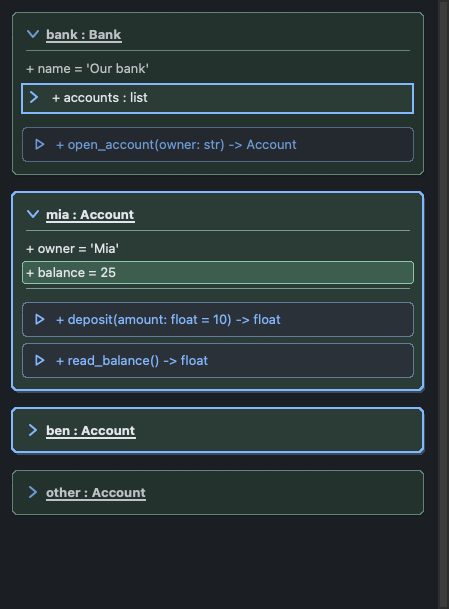 bank : Bank
+ name = 'Our bank'
+ accounts : list
+ open_account(owner: str) -> Account
mia : Account
+ owner = 'Mia'
+ balance = 25
+ deposit(amount: float = 10) -> float
+ read_balance() -> float
ben : Account
other : Account